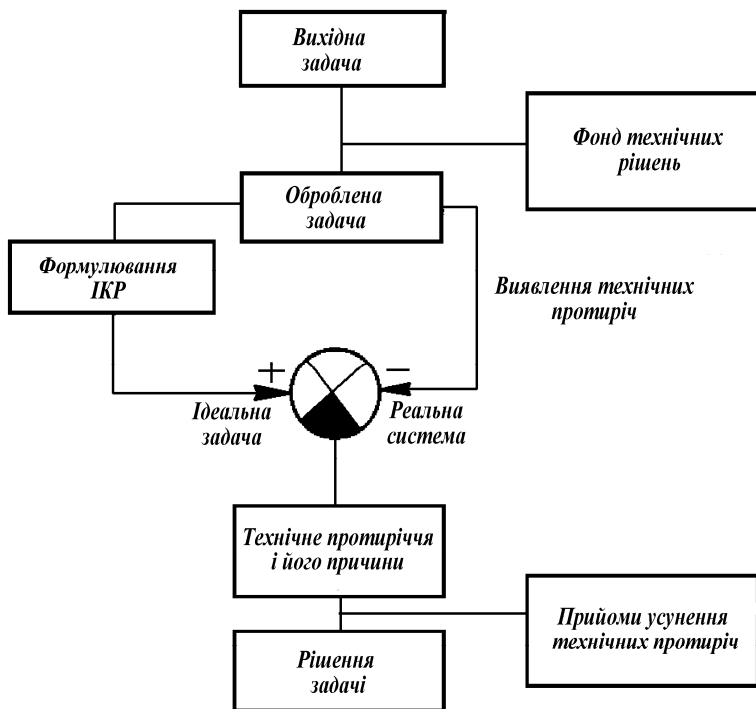 Вихідна
задача
Фонд технічних
рішень
Оброблена
задача
Формулювання
ІКР
Виявлення технічних
протиріч
+
−
Ідеальна
задача
Реальна
система
Технічне протиріччя
і його причини
Прийоми усунення
технічних протиріч
Рішення
задачі